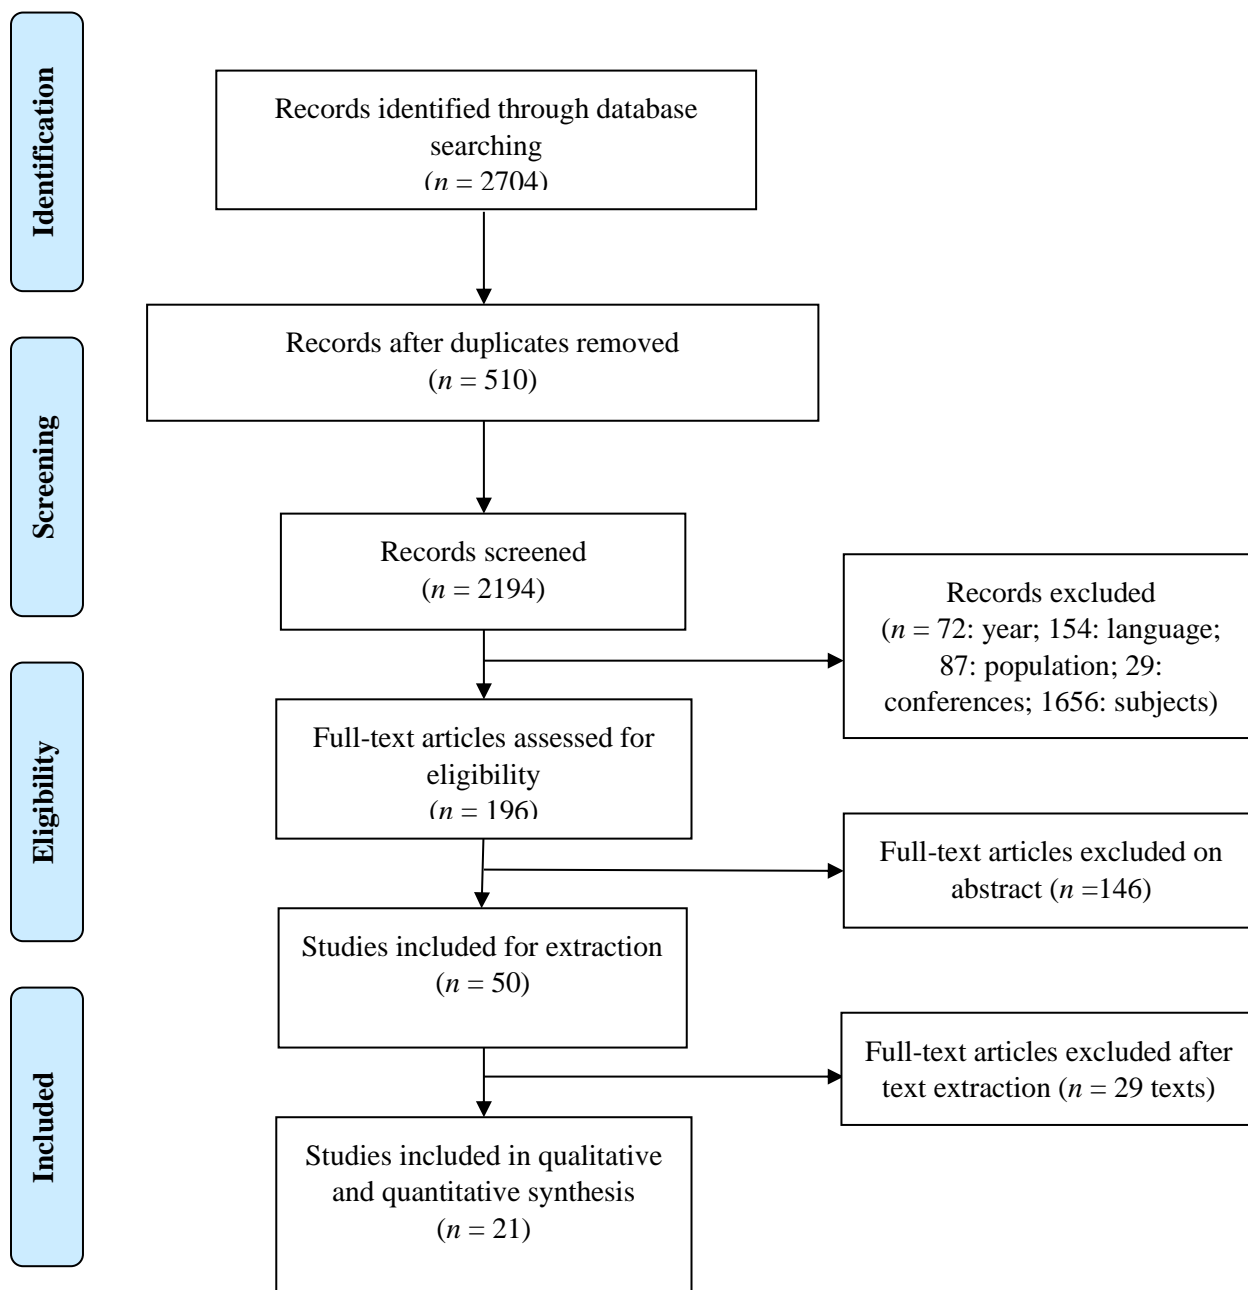 Identification
Records identified through database
searching
(n = 2704)
Records after duplicates removed
(n = 510)
Screening
Records screened
(n = 2194)
Records excluded
(n = 72: year; 154: language;
87: population; 29:
conferences; 1656: subjects)
Eligibility
Full-text articles assessed for
eligibility
(n = 196)
Full-text articles excluded on
abstract (n =146)
Studies included for extraction
(n = 50)
Included
Full-text articles excluded after
text extraction (n = 29 texts)
Studies included in qualitative
and quantitative synthesis
(n = 21)